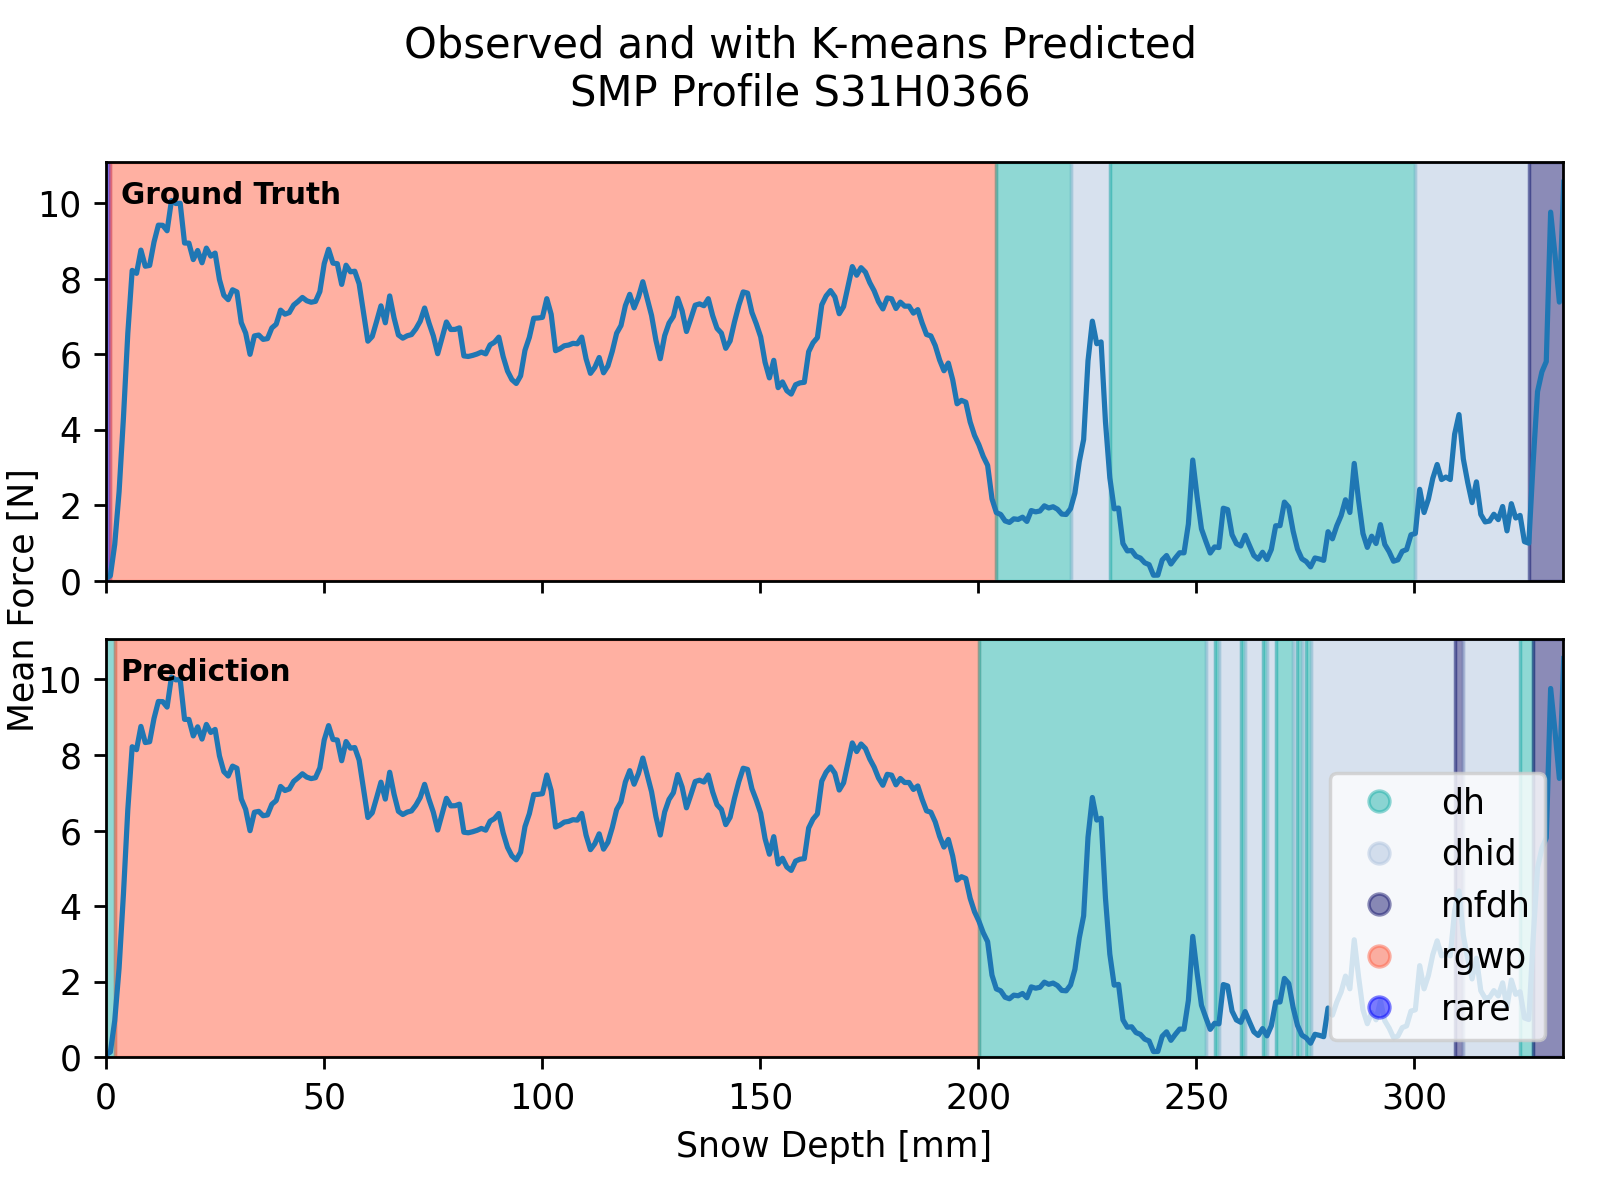 Observed and with K-means Predicted
SMP Profile S31H0366
Mean Force [N]
Ground Truth
10
8
6
4
2
0
Prediction
10
8
6
4
2
0
dh
dhid
mfdh
rgwp
rare
0 50 100 150 200 250 300
Snow Depth [mm]